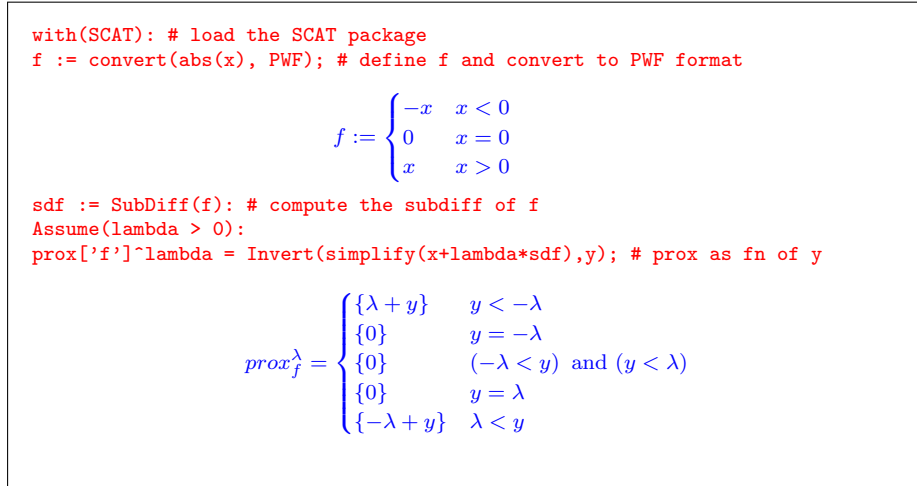 with(SCAT): # load the SCAT package
f := convert(abs(x), PWF); # define f and convert to PWF format
f := { −x  x < 0
0  x = 0
x  x > 0
sdf := SubDiff(f): # compute the subdiff of f
Assume(lambda > 0):
prox['f']^lambda = Invert(simplify(x+lambda*sdf),y); # prox as fn of y
prox_f^λ = { {λ + y}  y < −λ
{0}  y = −λ
{0}  (−λ < y) and (y < λ)
{0}  y = λ
{−λ + y}  λ < y